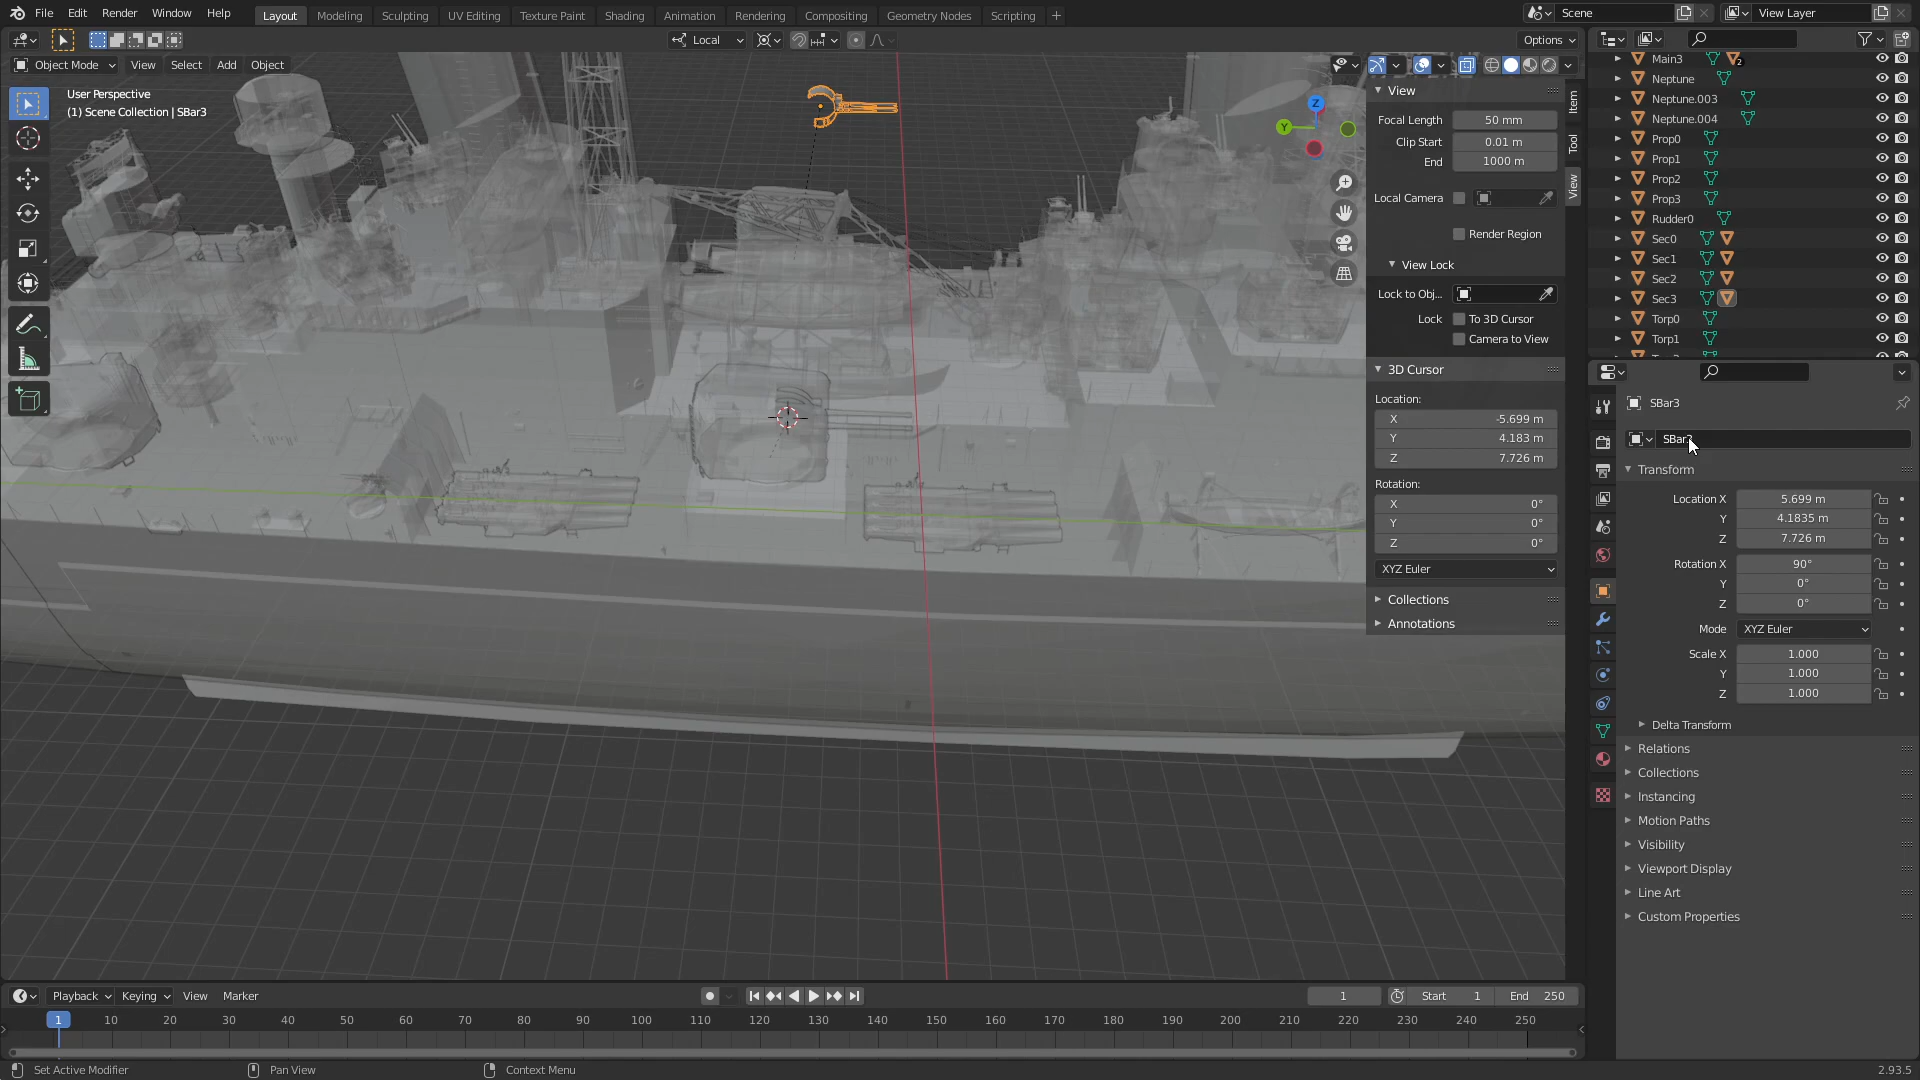 File Edit Render Window Help Layout Modeling Sculpting UV Editing Texture Paint Shading Animation Rendering Compositing Geometry Nodes Scripting + Scene View Layer
Local Options
Object Mode View Select Add Object
User Perspective
(1) Scene Collection | SBar3
Z
Y
View
Focal Length 50 mm
Clip Start 0.01 m
End 1000 m
Local Camera
Render Region
View Lock
Lock to Obj...
Lock To 3D Cursor
Camera to View
3D Cursor
Location:
X -5.699 m
Y 4.183 m
Z 7.726 m
Rotation:
X 0°
Y 0°
Z 0°
XYZ Euler
Collections
Annotations
Item
Tool
View
Main3 2
Neptune
Neptune.003
Neptune.004
Prop0
Prop1
Prop2
Prop3
Rudder0
Sec0
Sec1
Sec2
Sec3
Torp0
Torp1
SBar3
SBar3
Transform
Location X 5.699 m
Y 4.1835 m
Z 7.726 m
Rotation X 90°
Y 0°
Z 0°
Mode XYZ Euler
Scale X 1.000
Y 1.000
Z 1.000
Delta Transform
Relations
Collections
Instancing
Motion Paths
Visibility
Viewport Display
Line Art
Custom Properties
Playback Keying View Marker 1 Start 1 End 250
1 10 20 30 40 50 60 70 80 90 100 110 120 130 140 150 160 170 180 190 200 210 220 230 240 250
Set Active Modifier Pan View Context Menu 2.93.5